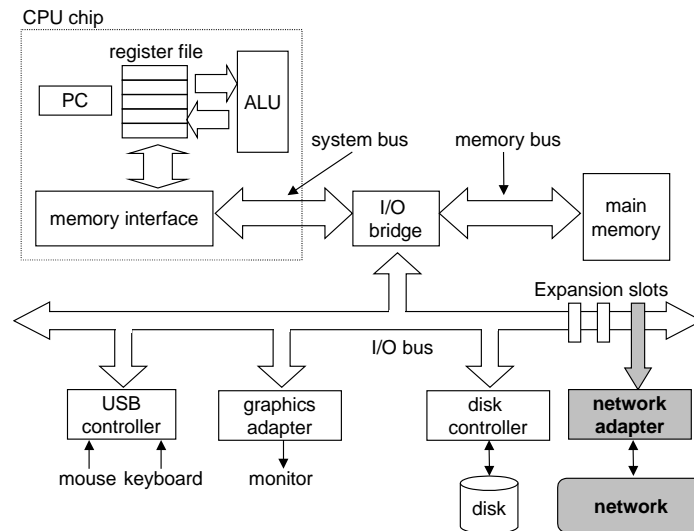 CPU chip
register file
PC
ALU
system bus
memory bus
memory interface
I/O
bridge
main
memory
Expansion slots
I/O bus
USB
controller
graphics
adapter
disk
controller
network
adapter
mouse keyboard
monitor
disk
network